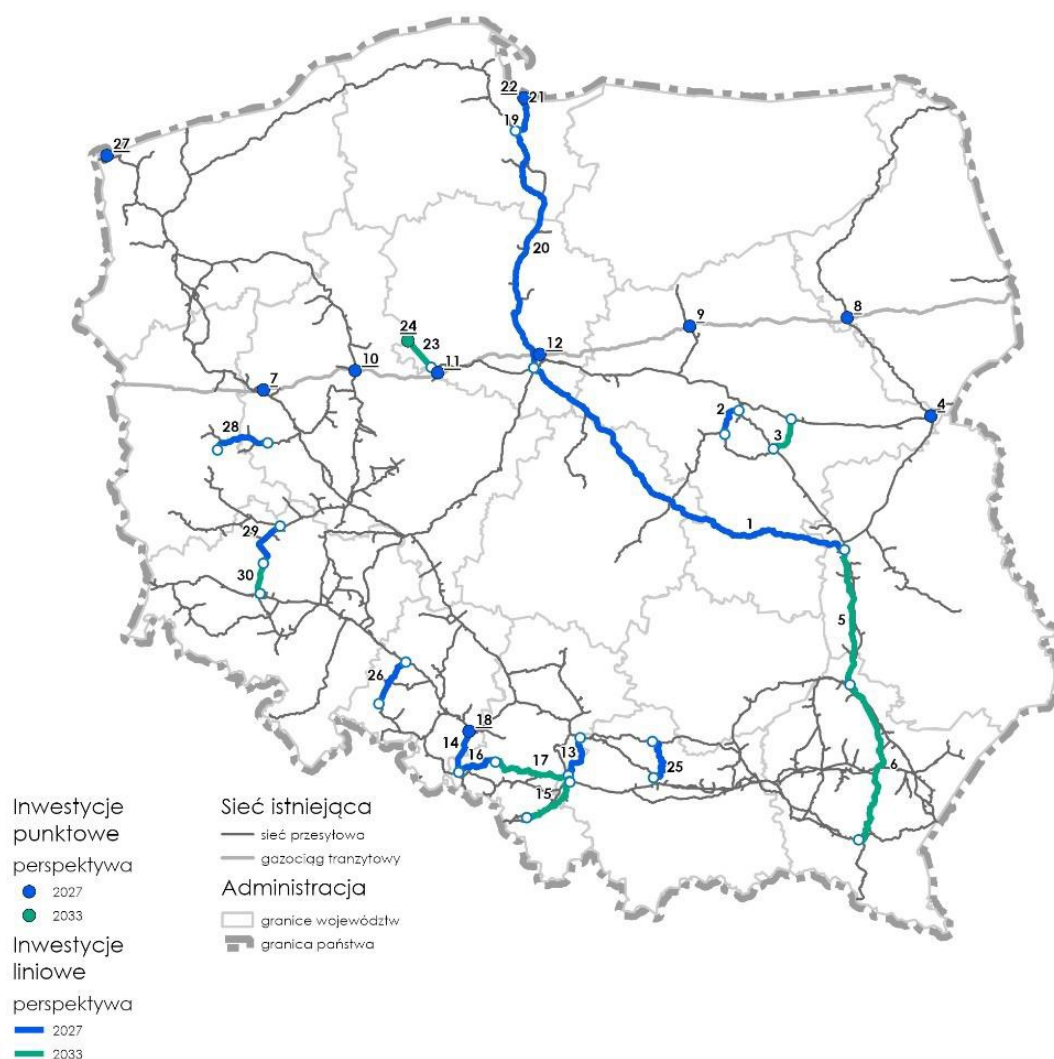 22
21
19
27
20
24
23
12
9
8
10
11
7
4
2
3
28
1
29
30
5
26
18
14
16
17
13
15
25
6
Inwestycje
punktowe
perspektywa
2027
2033
Inwestycje
liniowe
perspektywa
2027
2033
Sieć istniejąca
sieć przesyłowa
gazociąg tranzytowy
Administracja
granice województw
granica państwa